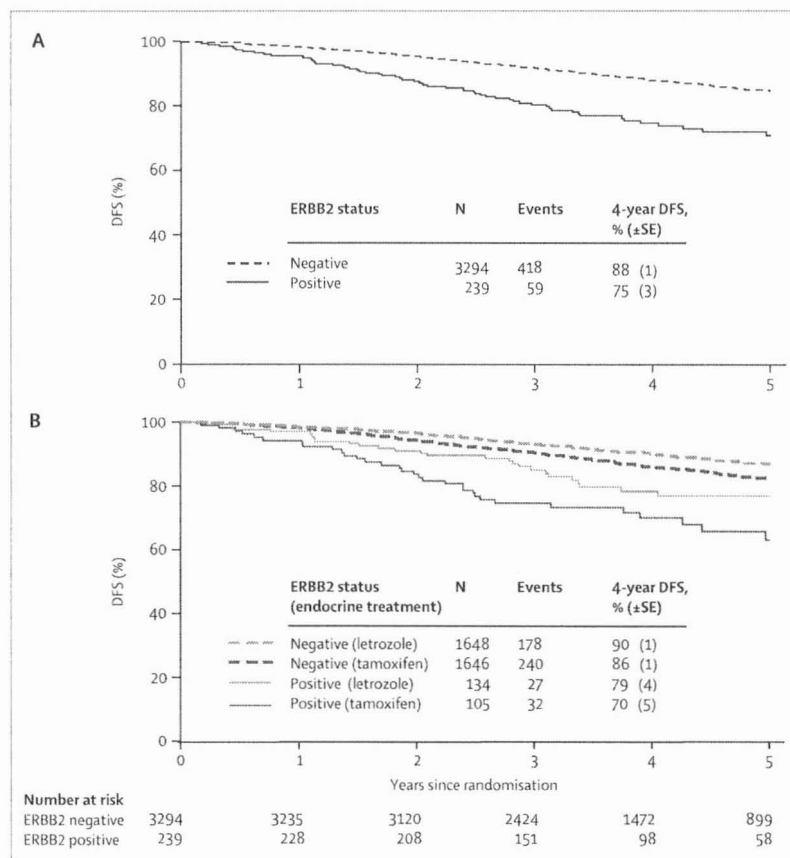 A
100
80
60
40
20
0
DFS (%)
ERBB2 status N Events 4-year DFS,
% (±SE)
Negative 3294 418 88 (1)
Positive 239 59 75 (3)
0 1 2 3 4 5
B
100
80
60
40
20
0
DFS (%)
ERBB2 status N Events 4-year DFS,
(endocrine treatment) % (±SE)
Negative (letrozole) 1648 178 90 (1)
Negative (tamoxifen) 1646 240 86 (1)
Positive (letrozole) 134 27 79 (4)
Positive (tamoxifen) 105 32 70 (5)
0 1 2 3 4 5
Years since randomisation
Number at risk
ERBB2 negative 3294 3235 3120 2424 1472 899
ERBB2 positive 239 228 208 151 98 58